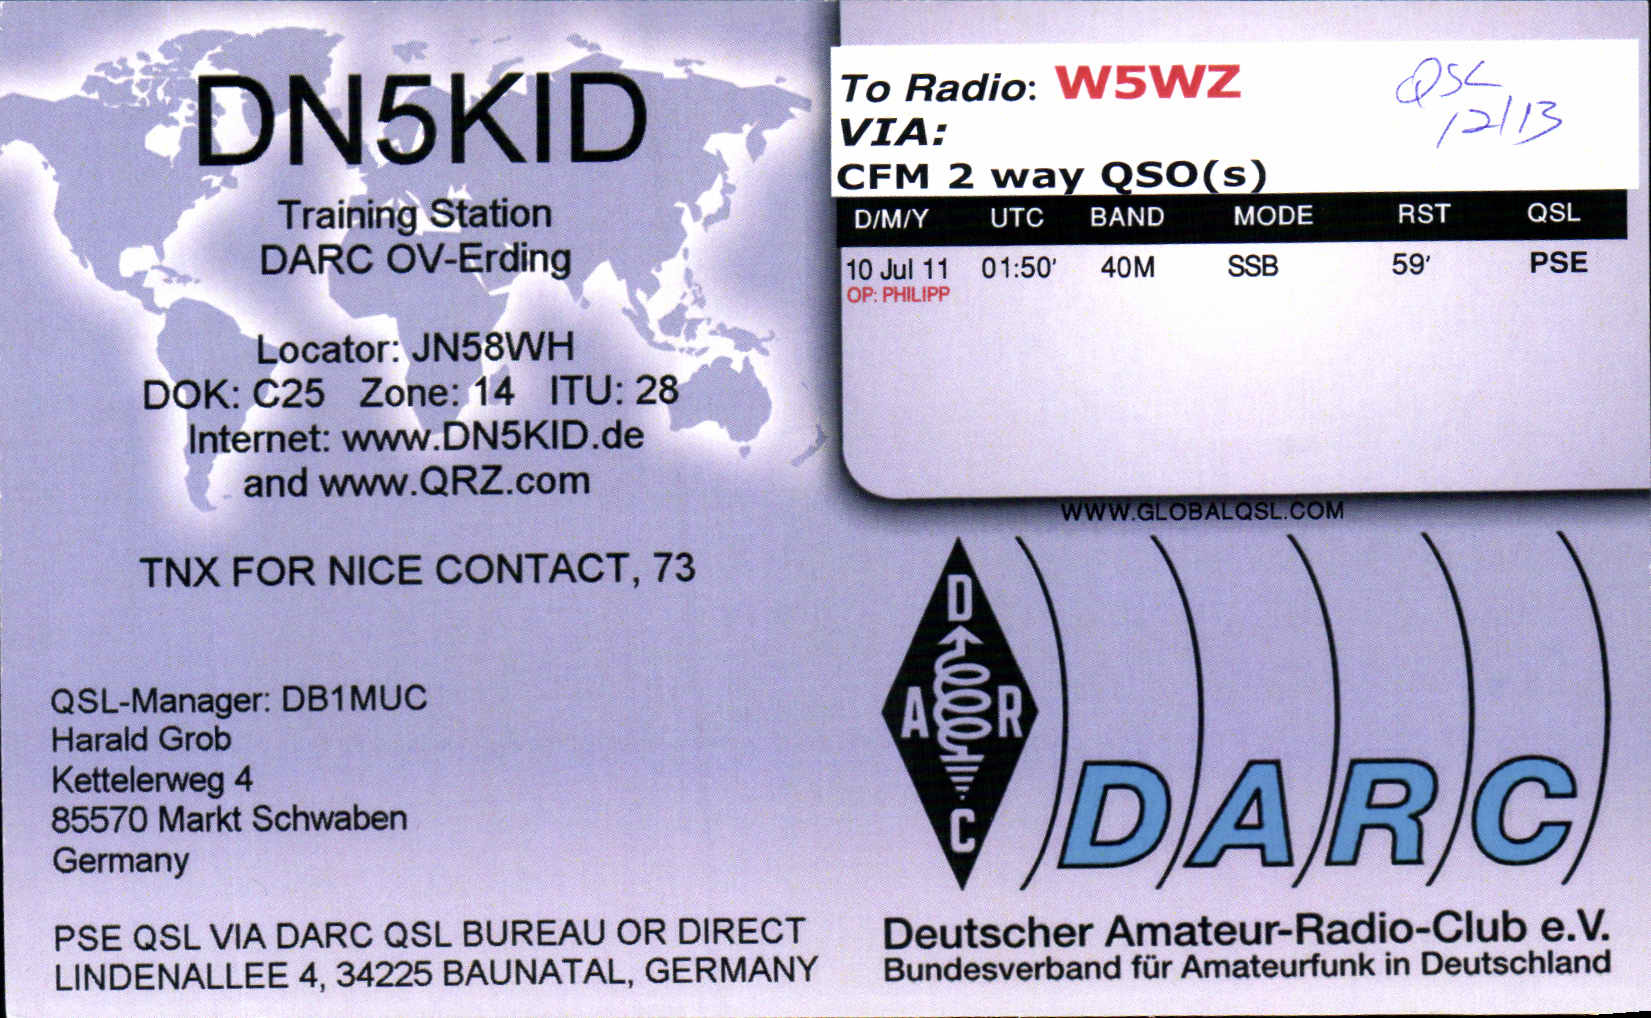 DN5KID
Training Station
DARC OV-Erding
Locator: JN58WH
DOK: C25 Zone: 14 ITU: 28
Internet: www.DN5KID.de
and www.QRZ.com
TNX FOR NICE CONTACT, 73
QSL-Manager: DB1MUC
Harald Grob
Kettelerweg 4
85570 Markt Schwaben
Germany
PSE QSL VIA DARC QSL BUREAU OR DIRECT
LINDENALLEE 4, 34225 BAUNATAL, GERMANY
To Radio: W5WZ
VIA:
CFM 2 way QSO(s)
QSL
12/13
D/M/Y UTC BAND MODE RST QSL
10 Jul 11 01:50' 40M SSB 59' PSE
OP: PHILIPP
WWW.GLOBALQSL.COM
D
A R
C
DARC
Deutscher Amateur-Radio-Club e.V.
Bundesverband für Amateurfunk in Deutschland